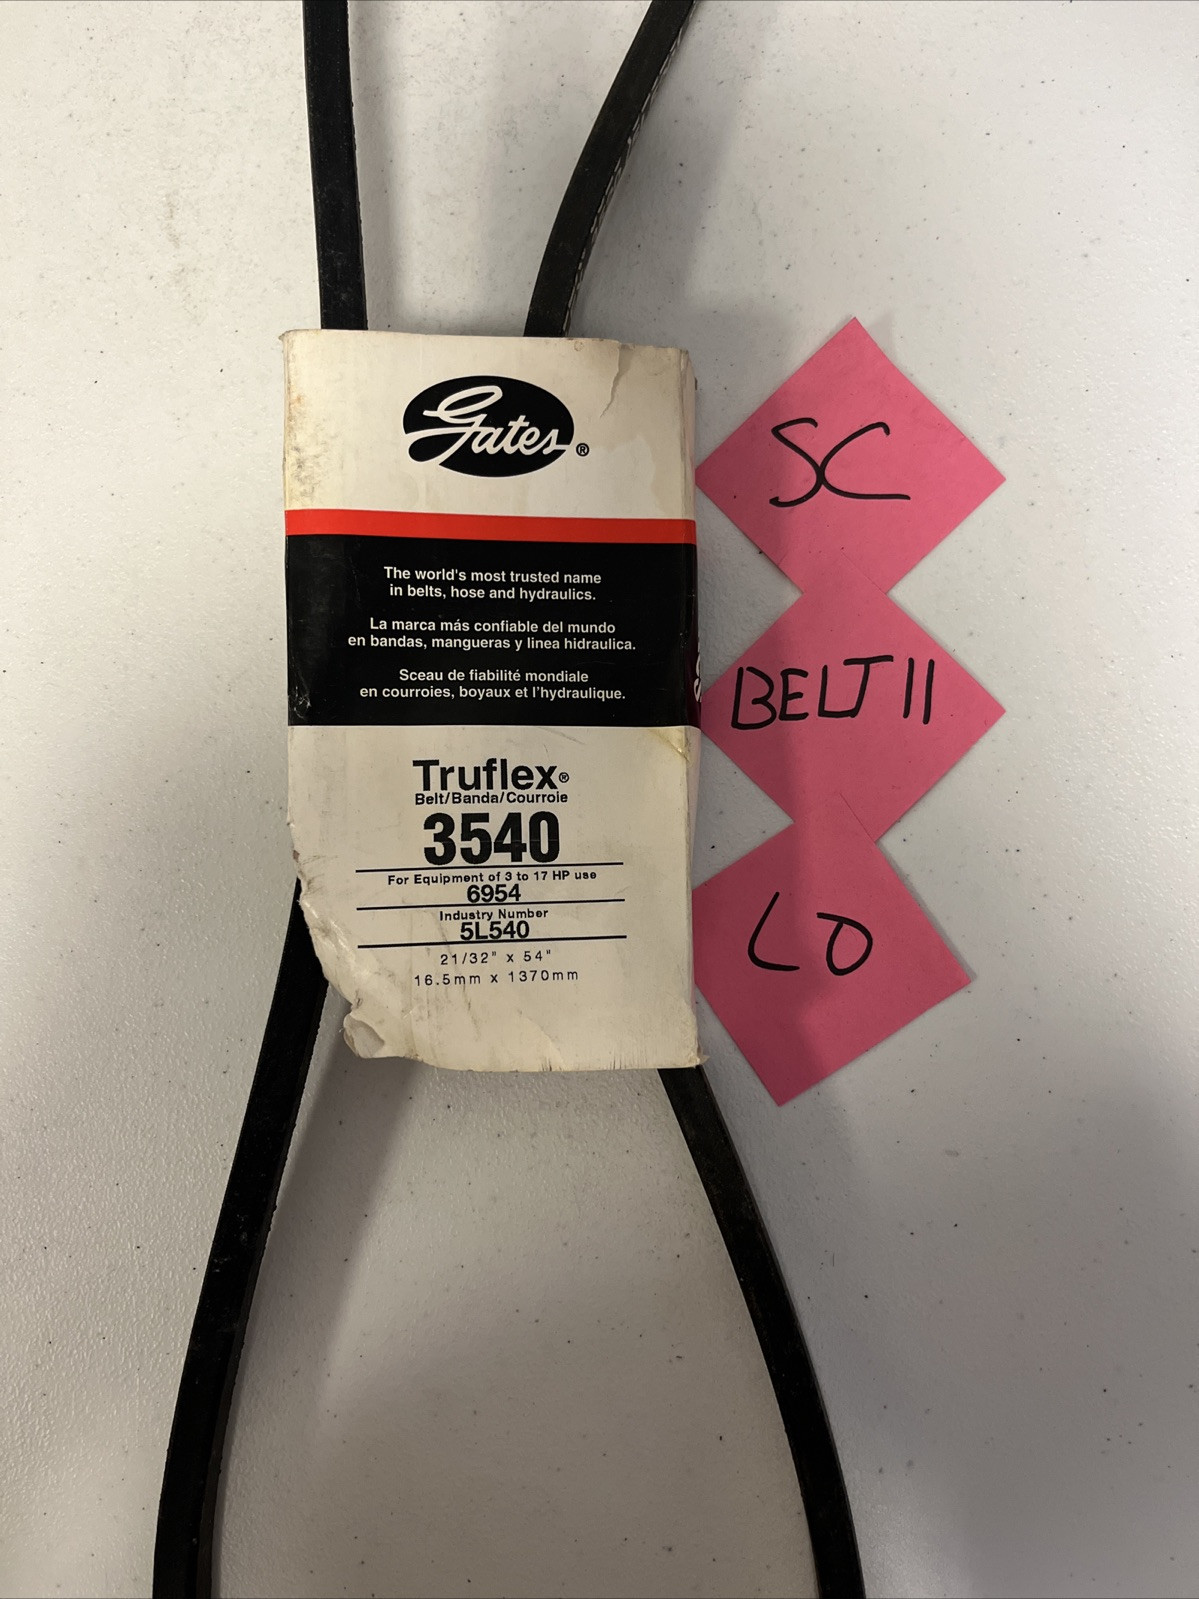 Gates®
The world's most trusted name
in belts, hose and hydraulics.
La marca más confiable del mundo
en bandas, mangueras y linea hidraulica.
Sceau de fiabilité mondiale
en courroies, boyaux et l'hydraulique.
Truflex®
Belt/Banda/Courroie
3540
For Equipment of 3 to 17 HP use
6954
Industry Number
5L540
21/32" x 54"
16.5mm x 1370mm
SC
BELT 11
LO